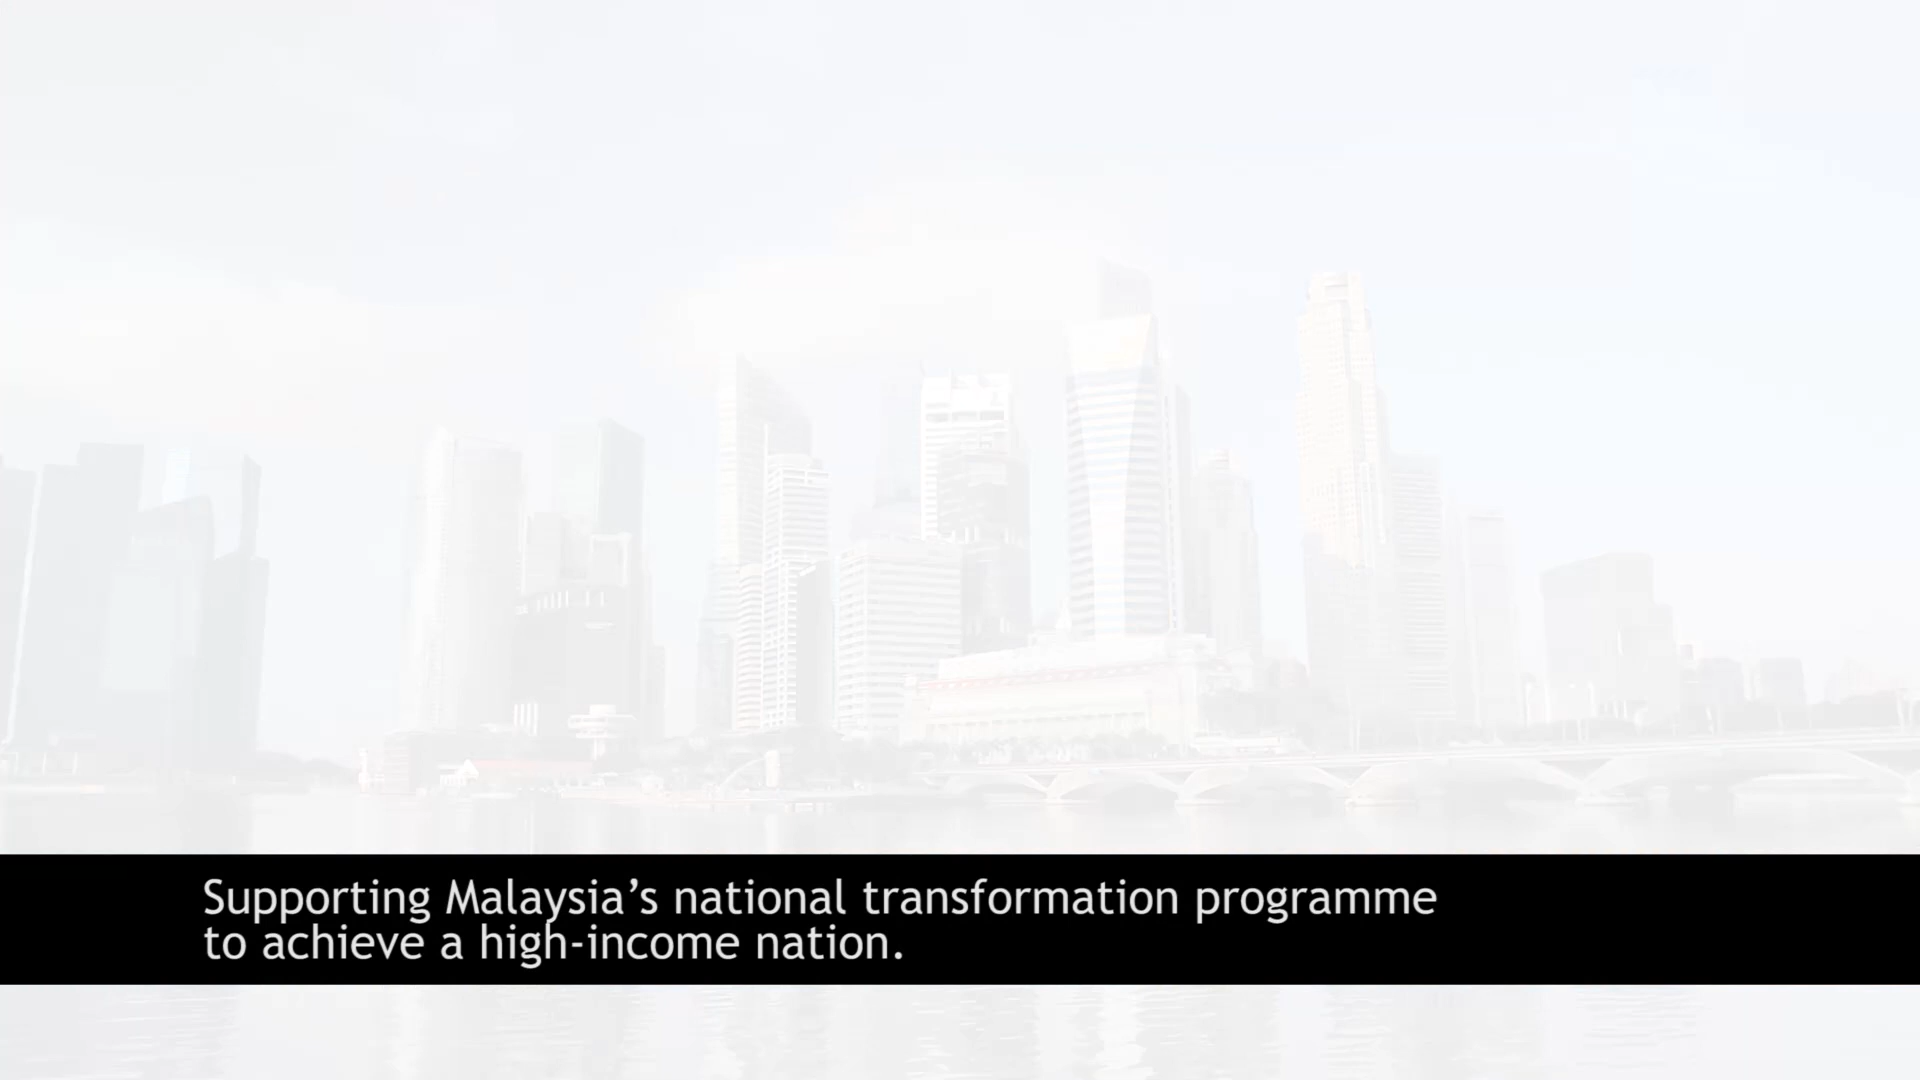 Supporting Malaysia’s national transformation programme
to achieve a high-income nation.